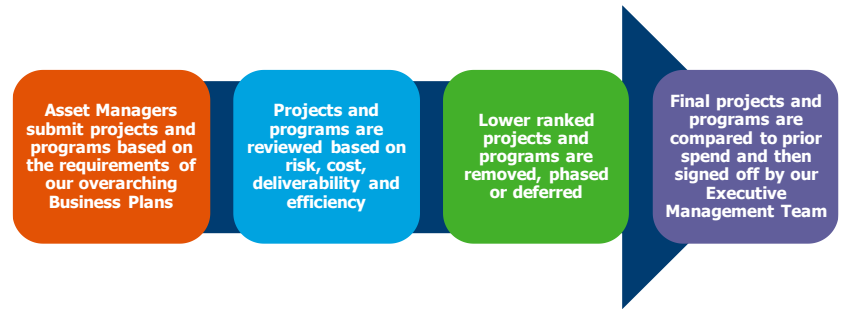 Asset Managers
submit projects and
programs based on
the requirements of
our overarching
Business Plans
Projects and
programs are
reviewed based on
risk, cost,
deliverability and
efficiency
Lower ranked
projects and
programs are
removed, phased
or deferred
Final projects and
programs are
compared to prior
spend and then
signed off by our
Executive
Management Team